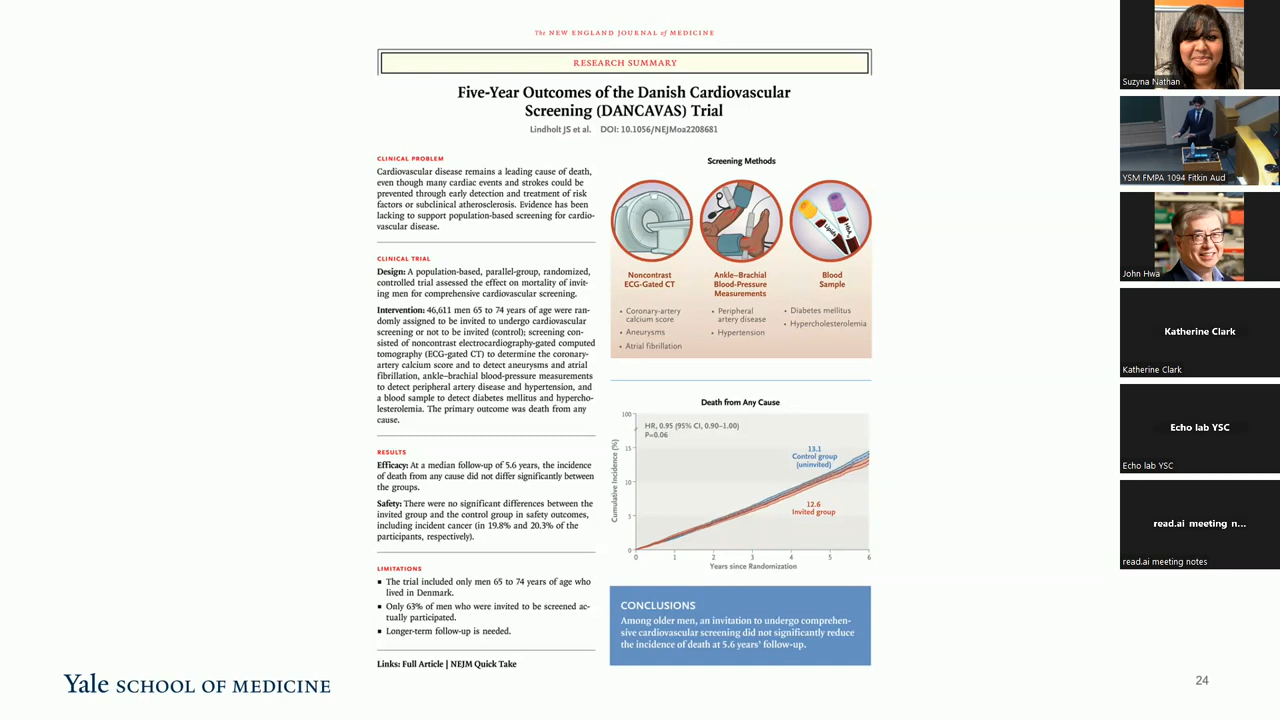 The NEW ENGLAND JOURNAL of MEDICINE
RESEARCH SUMMARY
Five-Year Outcomes of the Danish Cardiovascular
Screening (DANCAVAS) Trial
Lindholt JS et al. DOI: 10.1056/NEJMoa2208681
CLINICAL PROBLEM
Cardiovascular disease remains a leading cause of death,
even though many cardiac events and strokes could be
prevented through early detection and treatment of risk
factors or subclinical atherosclerosis. Evidence has been
lacking to support population-based screening for cardio-
vascular disease.
CLINICAL TRIAL
Design: A population-based, parallel-group, randomized,
controlled trial assessed the effect on mortality of invit-
ing men for comprehensive cardiovascular screening.
Intervention: 46,611 men 65 to 74 years of age were ran-
domly assigned to be invited to undergo cardiovascular
screening or not to be invited (control); screening con-
sisted of noncontrast electrocardiography-gated computed
tomography (ECG-gated CT) to determine the coronary-
artery calcium score and to detect aneurysms and atrial
fibrillation, ankle–brachial blood-pressure measurements
to detect peripheral artery disease and hypertension, and
a blood sample to detect diabetes mellitus and hypercho-
lesterolemia. The primary outcome was death from any
cause.
RESULTS
Efficacy: At a median follow-up of 5.6 years, the incidence
of death from any cause did not differ significantly between
the groups.
Safety: There were no significant differences between the
invited group and the control group in safety outcomes,
including incident cancer (in 19.8% and 20.3% of the
participants, respectively).
LIMITATIONS
▪ The trial included only men 65 to 74 years of age who
lived in Denmark.
▪ Only 63% of men who were invited to be screened ac-
tually participated.
▪ Longer-term follow-up is needed.
Links: Full Article | NEJM Quick Take
Screening Methods
Lipids
HbA1c
Noncontrast
ECG-Gated CT
• Coronary-artery
calcium score
• Aneurysms
• Atrial fibrillation
Ankle–Brachial
Blood-Pressure
Measurements
• Peripheral
artery disease
• Hypertension
Blood
Sample
• Diabetes mellitus
• Hypercholesterolemia
Death from Any Cause
HR, 0.95 (95% CI, 0.90–1.00)
P=0.06
Cumulative Incidence (%)
100
15
10
5
0
13.1
Control group
(uninvited)
12.6
Invited group
0 1 2 3 4 5 6
Years since Randomization
CONCLUSIONS
Among older men, an invitation to undergo comprehen-
sive cardiovascular screening did not significantly reduce
the incidence of death at 5.6 years' follow-up.
Yale SCHOOL OF MEDICINE
24
Suzyna Nathan
YSM FMPA 1094 Fitkin Aud
John Hwa
Katherine Clark
Katherine Clark
Echo lab YSC
Echo lab YSC
read.ai meeting n...
read.ai meeting notes